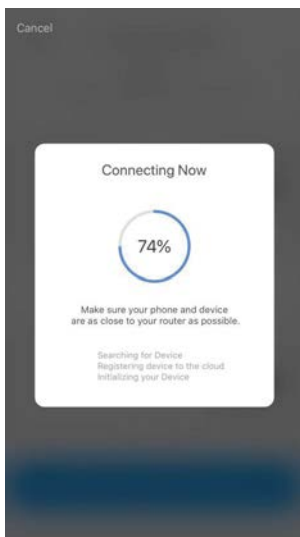 Cancel
Connecting Now
74%
Make sure your phone and device
are as close to your router as possible.
Searching for Device
Registering device to the cloud
Initializing your Device